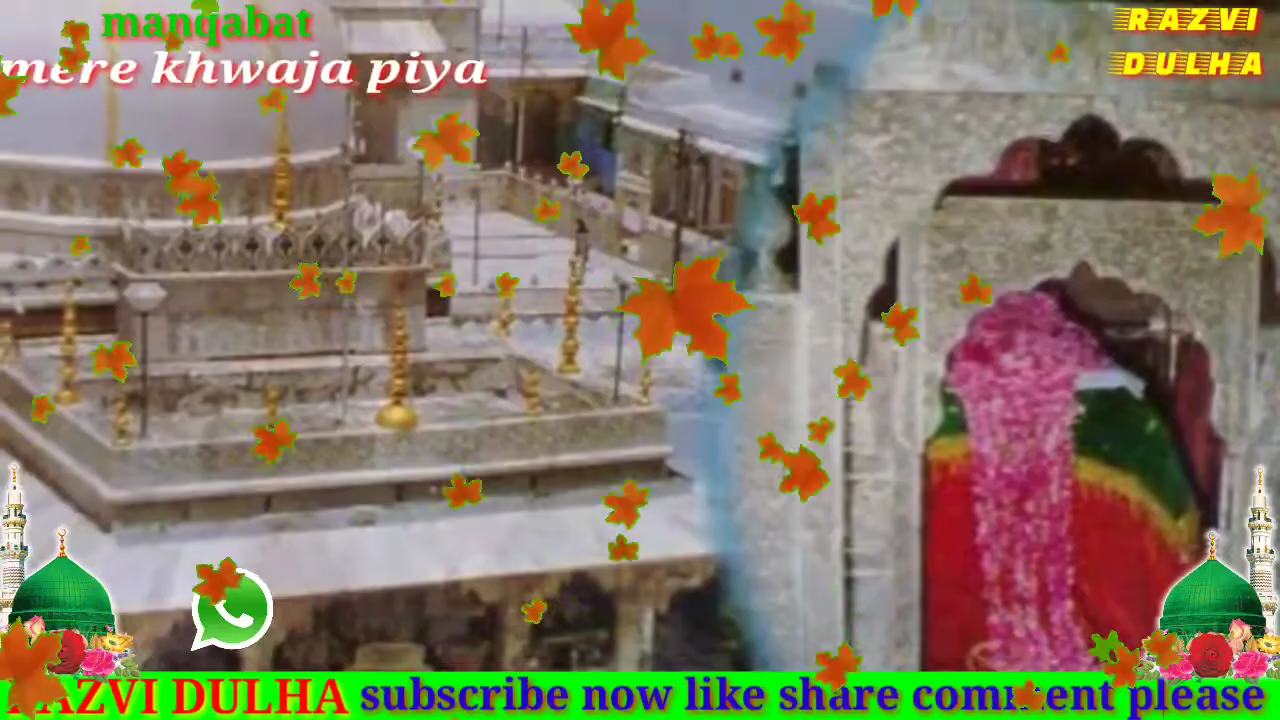 manqabat
mere khwaja piya
RAZVI
DULHA
RAZVI DULHA subscribe now like share comment please